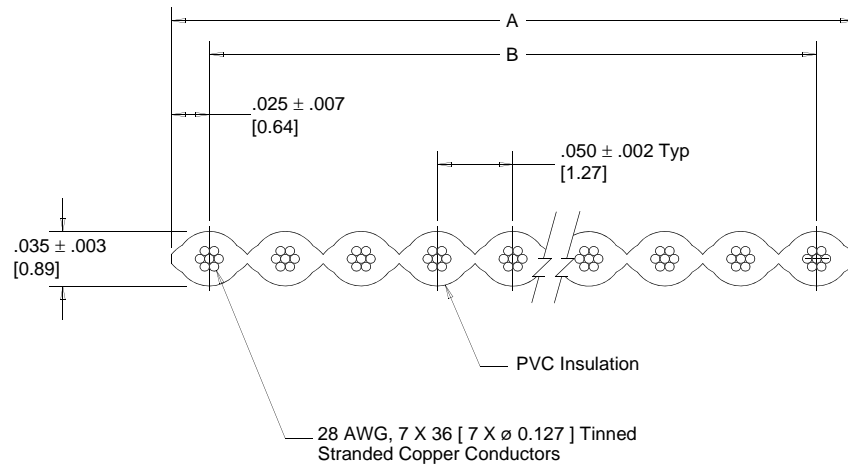 A
B
.025 ± .007
[0.64]
.050 ± .002 Typ
[1.27]
.035 ± .003
[0.89]
PVC Insulation
28 AWG, 7 X 36 [ 7 X ø 0.127 ] Tinned
Stranded Copper Conductors